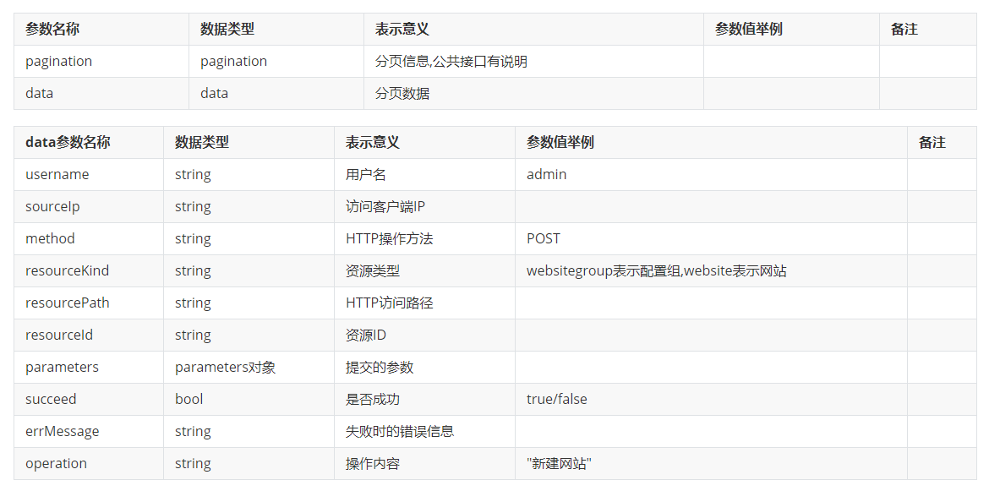 参数名称 数据类型 表示意义 参数值举例 备注
pagination pagination 分页信息,公共接口有说明
data data 分页数据
data参数名称 数据类型 表示意义 参数值举例 备注
username string 用户名 admin
sourceIp string 访问客户端IP
method string HTTP操作方法 POST
resourceKind string 资源类型 websitegroup表示配置组,website表示网站
resourcePath string HTTP访问路径
resourceId string 资源ID
parameters parameters对象 提交的参数
succeed bool 是否成功 true/false
errMessage string 失败时的错误信息
operation string 操作内容 "新建网站"